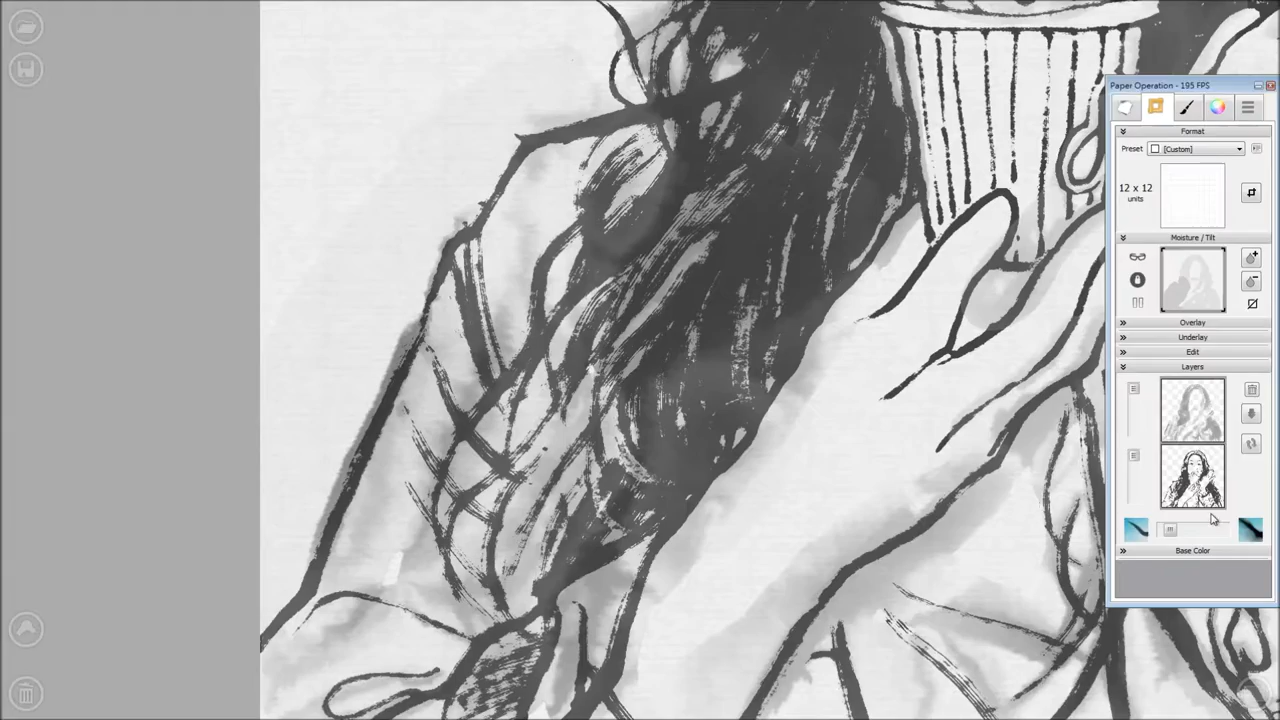 Paper Operation - 195 FPS
Format
Preset [Custom]
12 x 12
units
Moisture / Tilt
Overlay
Underlay
Edit
Layers
Base Color